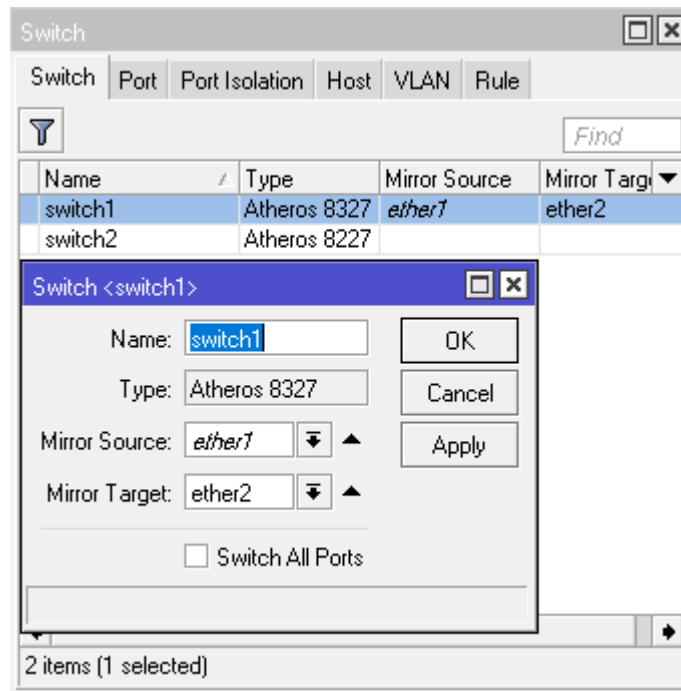 Switch
Switch Port Port Isolation Host VLAN Rule
Find
Name Type Mirror Source Mirror Targ
switch1 Atheros 8327 ether1 ether2
switch2 Atheros 8227
Switch <switch1>
Name: switch1 OK
Type: Atheros 8327 Cancel
Mirror Source: ether1 Apply
Mirror Target: ether2
Switch All Ports
2 items (1 selected)